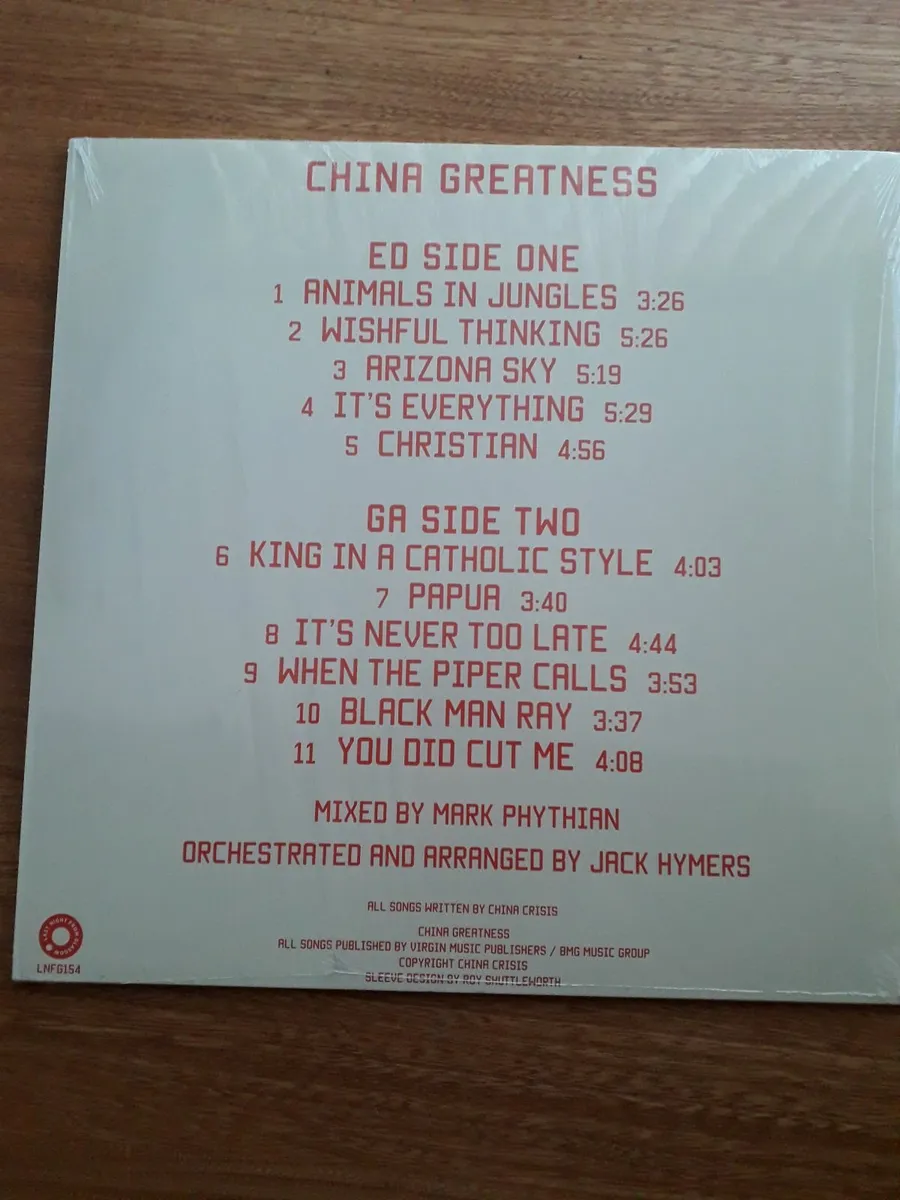 CHINA GREATNESS
ED SIDE ONE
1 ANIMALS IN JUNGLES 3:26
2 WISHFUL THINKING 5:26
3 ARIZONA SKY 5:19
4 IT'S EVERYTHING 5:29
5 CHRISTIAN 4:56
GA SIDE TWO
6 KING IN A CATHOLIC STYLE 4:03
7 PAPUA 3:40
8 IT'S NEVER TOO LATE 4:44
9 WHEN THE PIPER CALLS 3:53
10 BLACK MAN RAY 3:37
11 YOU DID CUT ME 4:08
MIXED BY MARK PHYTHIAN
ORCHESTRATED AND ARRANGED BY JACK HYMERS
ALL SONGS WRITTEN BY CHINA CRISIS
CHINA GREATNESS
ALL SONGS PUBLISHED BY VIRGIN MUSIC PUBLISHERS / BMG MUSIC GROUP
COPYRIGHT CHINA CRISIS
SLEEVE DESIGN BY ROY SHUTTLEWORTH
LAST NIGHT FROM GLASGOW
LNFG154